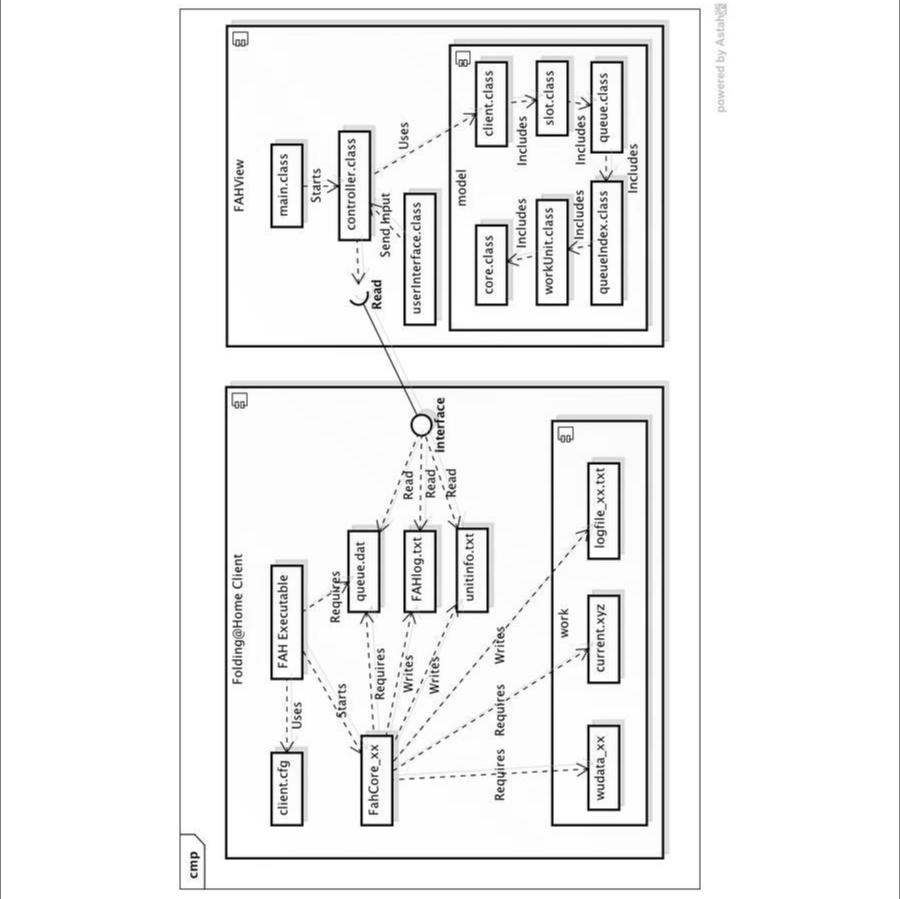 cmp
Folding@Home Client
client.cfg
Uses
FAH Executable
Starts
Requires
FahCore_xx
Requires
Writes
Writes
queue.dat
FAHlog.txt
unitinfo.txt
Read
Read
Read
Interface
Requires
Requires
Writes
work
wudata_xx
current.xyz
logfile_xx.txt
FAHView
main.class
Starts
controller.class
Read
Send Input
userInterface.class
Uses
model
client.class
Includes
slot.class
Includes
queue.class
Includes
queueIndex.class
Includes
workUnit.class
Includes
core.class
powered by Astah